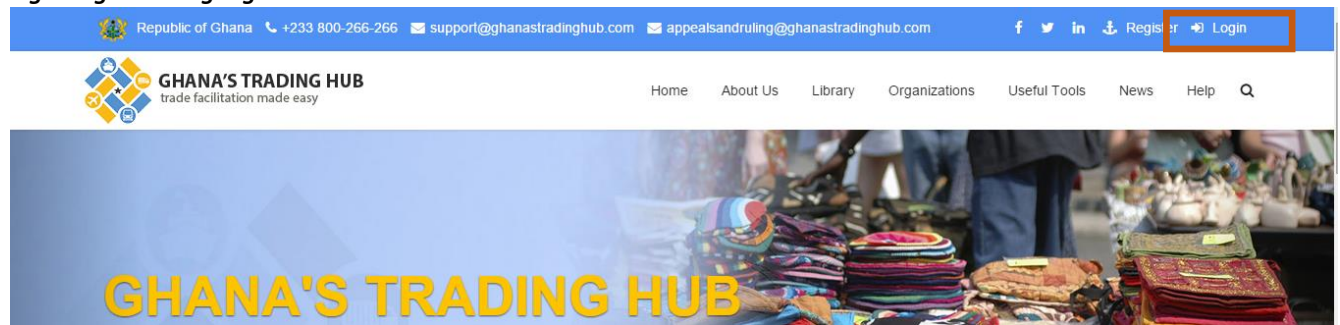 Republic of Ghana +233 800-266-266 support@ghanastradinghub.com appealsandruling@ghanastradinghub.com f in Register Login
GHANA'S TRADING HUB
trade facilitation made easy
Home About Us Library Organizations Useful Tools News Help
GHANA'S TRADING HUB